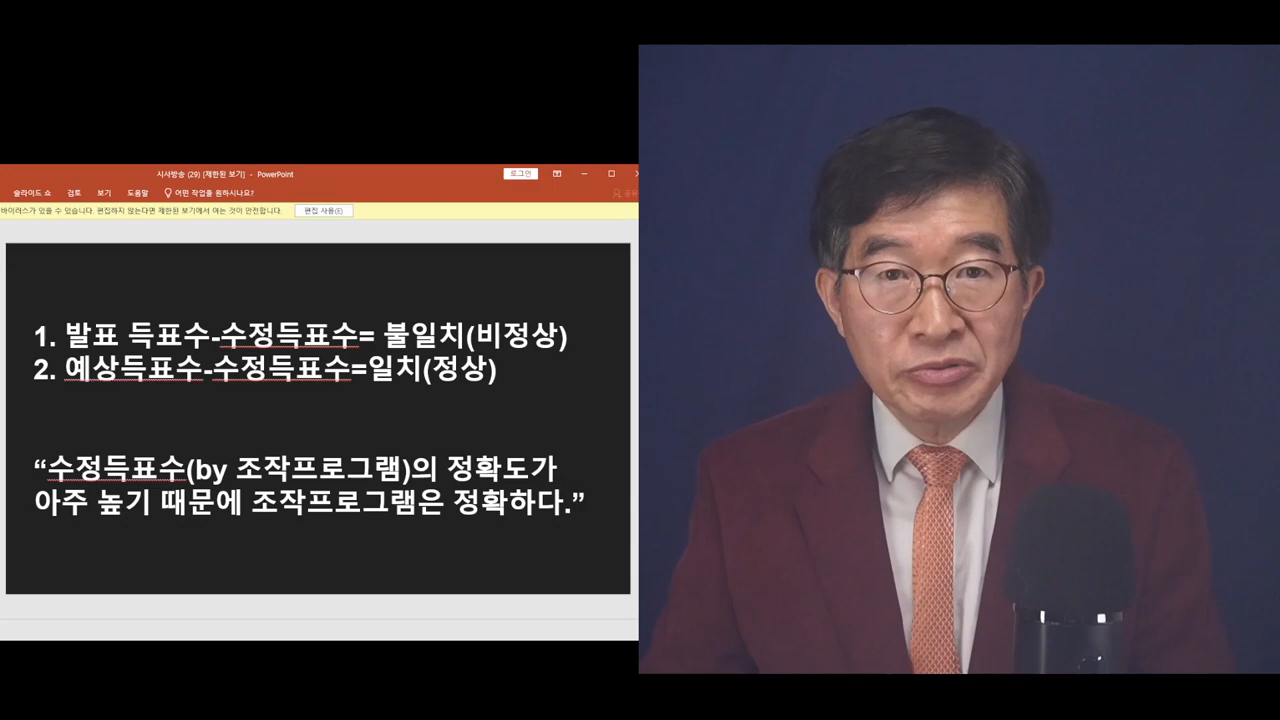 시사방송 (29) [제한된 보기] - PowerPoint
로그인
슬라이드 쇼 검토 보기 도움말 어떤 작업을 원하시나요?
바이러스가 있을 수 있습니다. 편집하지 않는다면 제한된 보기에서 여는 것이 안전합니다. 편집 사용(E)
1. 발표 득표수-수정득표수= 불일치(비정상)
2. 예상득표수-수정득표수=일치(정상)
“수정득표수(by 조작프로그램)의 정확도가
아주 높기 때문에 조작프로그램은 정확하다.”